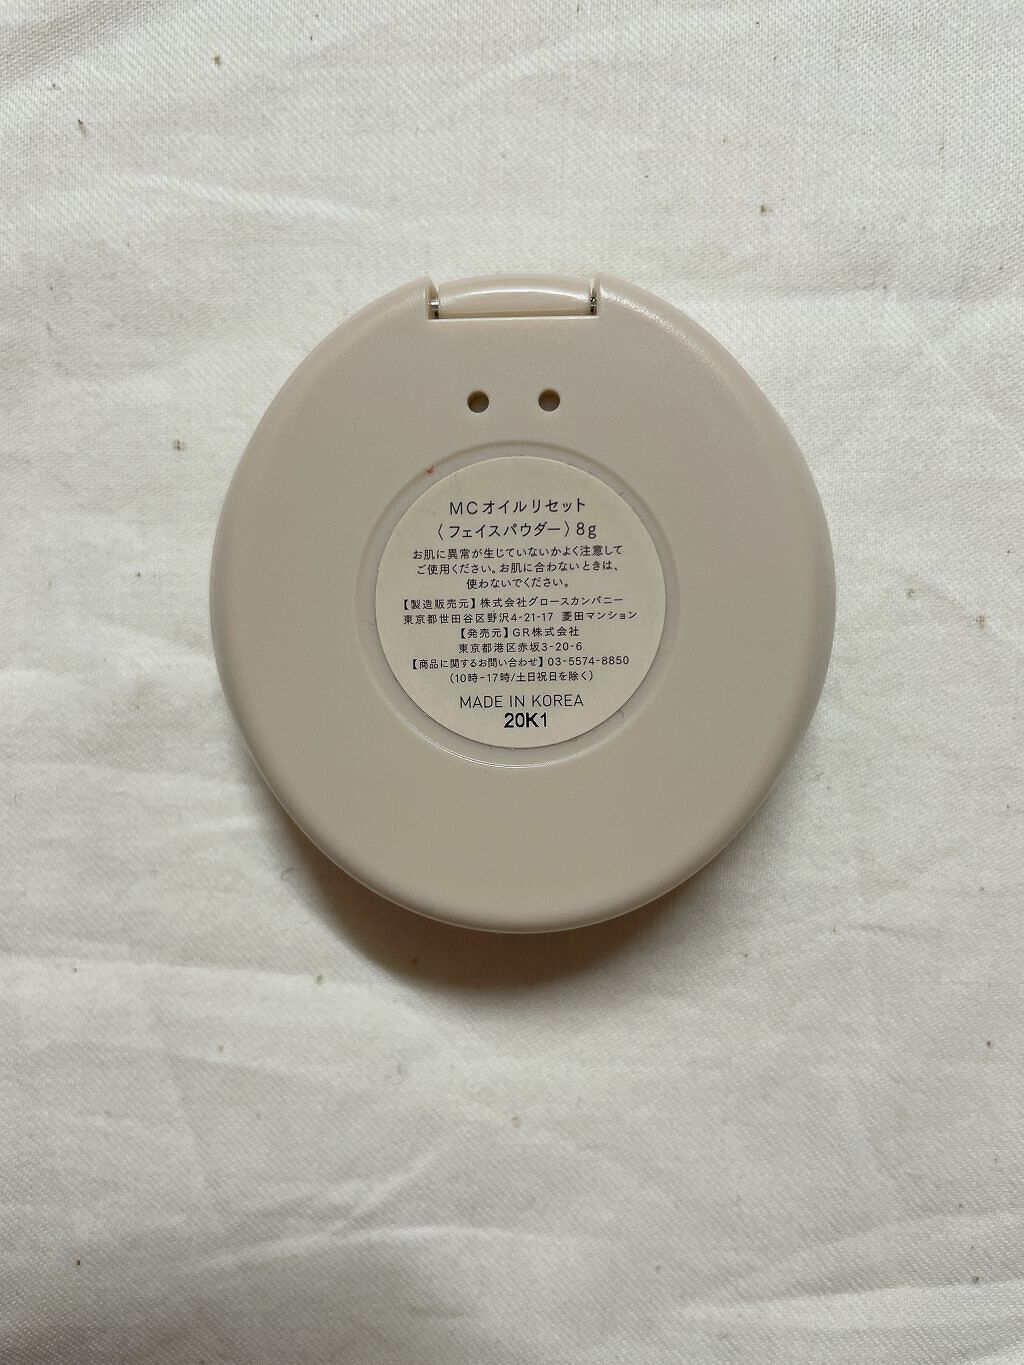 MCオイルリセット
〈フェイスパウダー〉8g
お肌に異常が生じていないかよく注意して
ご使用ください。お肌に合わないときは、
使わないでください。
【製造販売元】株式会社グロースカンパニー
東京都世田谷区野沢4-21-17 菱田マンション
【発売元】GR株式会社
東京都港区赤坂3-20-6
【商品に関するお問い合わせ】03-5574-8850
(10時-17時/土日祝日を除く)
MADE IN KOREA
20K1